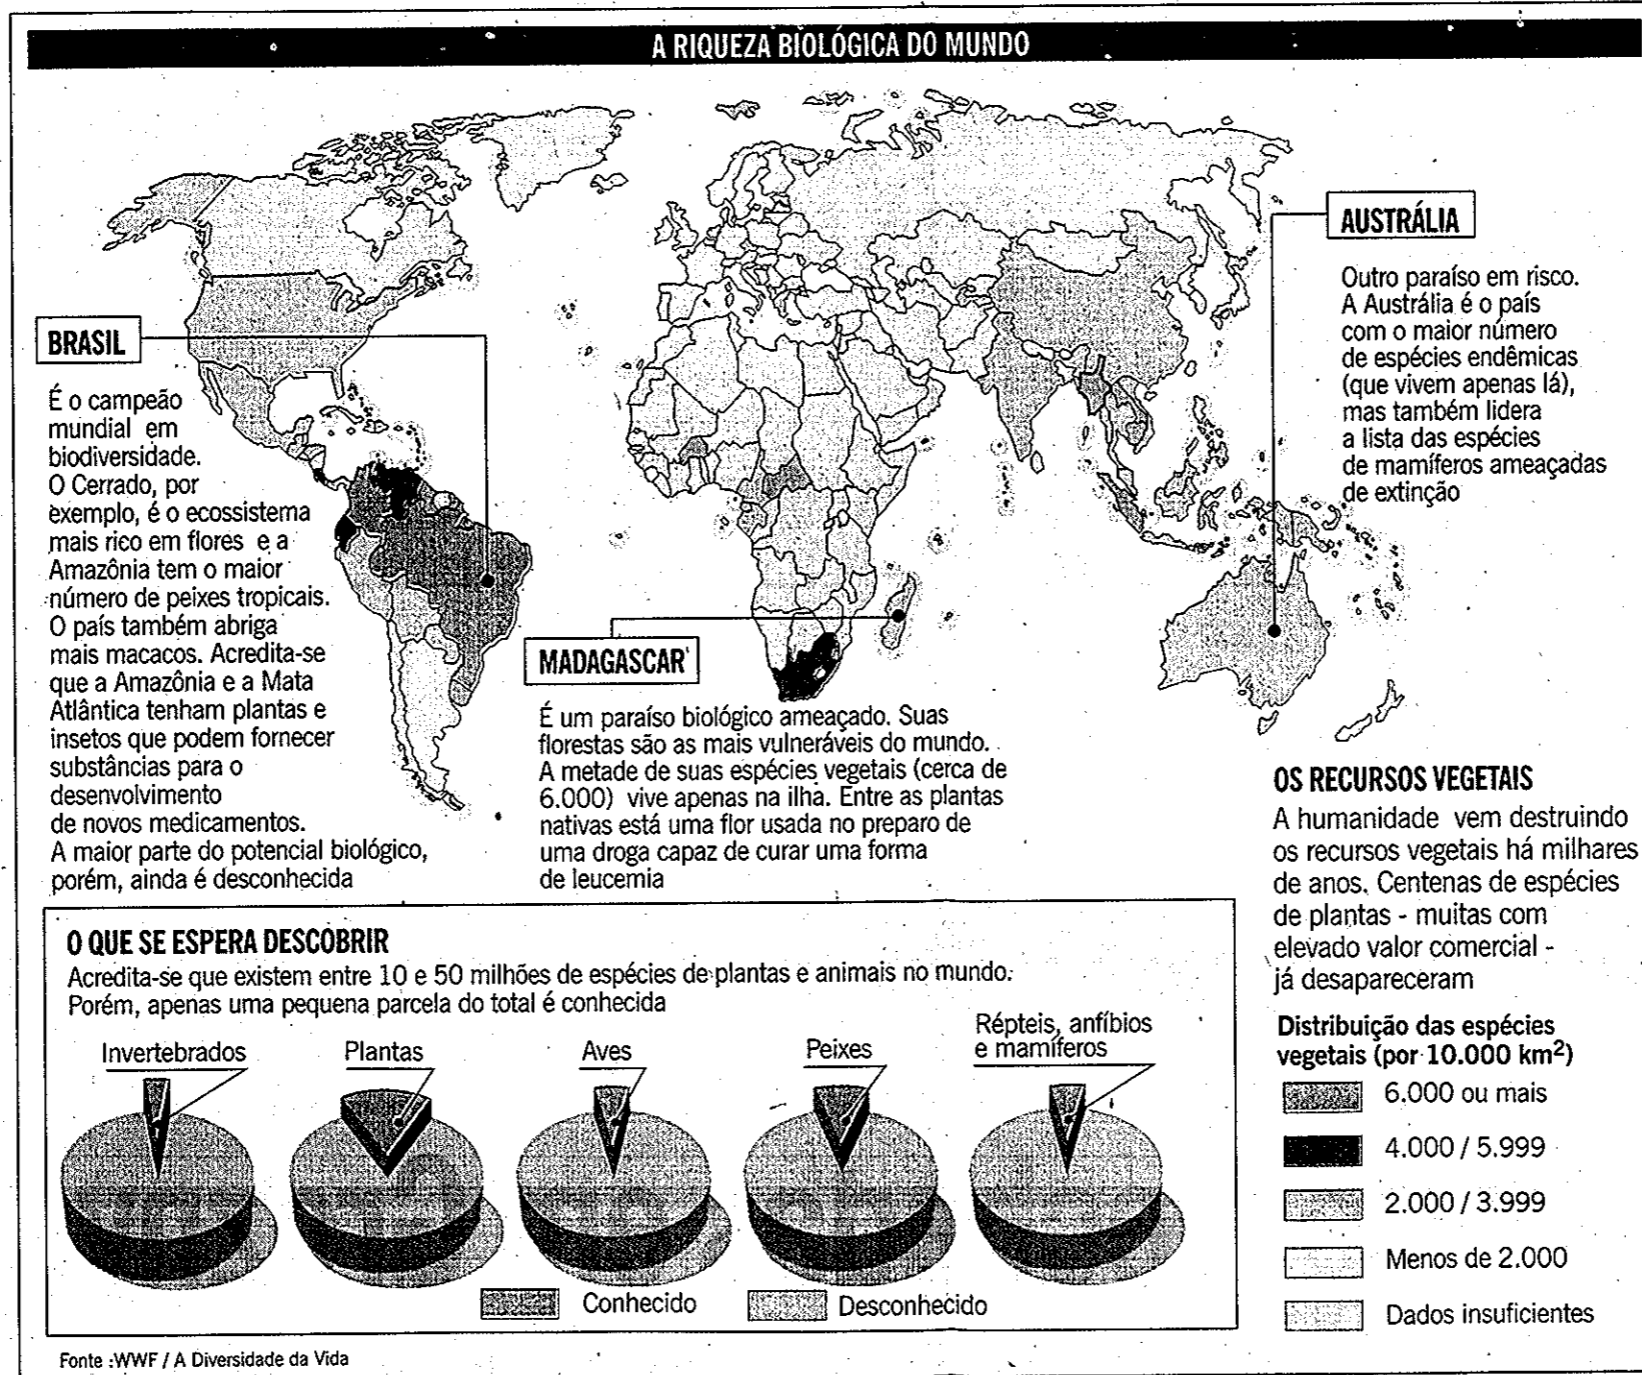 A RIQUEZA BIOLÓGICA DO MUNDO
BRASIL
É o campeão
mundial em
biodiversidade.
O Cerrado, por
exemplo, é o ecossistema
mais rico em flores e a
Amazônia tem o maior
número de peixes tropicais.
O país também abriga
mais macacos. Acredita-se
que a Amazônia e a Mata
Atlântica tenham plantas e
insetos que podem fornecer
substâncias para o
desenvolvimento
de novos medicamentos.
A maior parte do potencial biológico,
porém, ainda é desconhecida
MADAGASCAR
É um paraíso biológico ameaçado. Suas
florestas são as mais vulneráveis do mundo.
A metade de suas espécies vegetais (cerca de
6.000) vive apenas na ilha. Entre as plantas
nativas está uma flor usada no preparo de
uma droga capaz de curar uma forma
de leucemia
AUSTRÁLIA
Outro paraíso em risco.
A Austrália é o país
com o maior número
de espécies endêmicas
(que vivem apenas lá),
mas também lidera
a lista das espécies
de mamíferos ameaçadas
de extinção
OS RECURSOS VEGETAIS
A humanidade vem destruindo
os recursos vegetais há milhares
de anos. Centenas de espécies
de plantas - muitas com
elevado valor comercial -
já desapareceram
Distribuição das espécies
vegetais (por 10.000 km²)
6.000 ou mais
4.000 / 5.999
2.000 / 3.999
Menos de 2.000
Dados insuficientes
O QUE SE ESPERA DESCOBRIR
Acredita-se que existem entre 10 e 50 milhões de espécies de plantas e animais no mundo.
Porém, apenas uma pequena parcela do total é conhecida
Invertebrados
Plantas
Aves
Peixes
Répteis, anfíbios
e mamíferos
Conhecido
Desconhecido
Fonte :WWF / A Diversidade da Vida